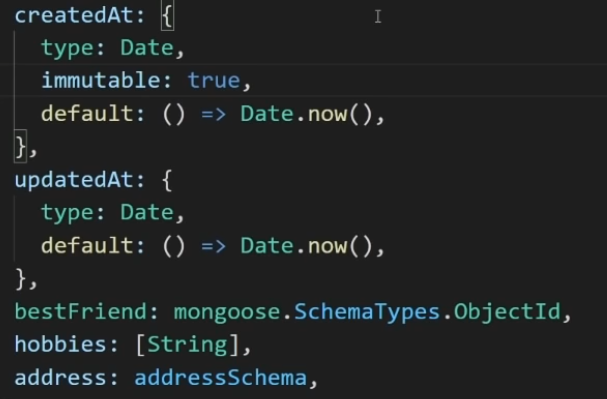 createdAt: {
  type: Date,
  immutable: true,
  default: () => Date.now(),
},
updatedAt: {
  type: Date,
  default: () => Date.now(),
},
bestFriend: mongoose.SchemaTypes.ObjectId,
hobbies: [String],
address: addressSchema,